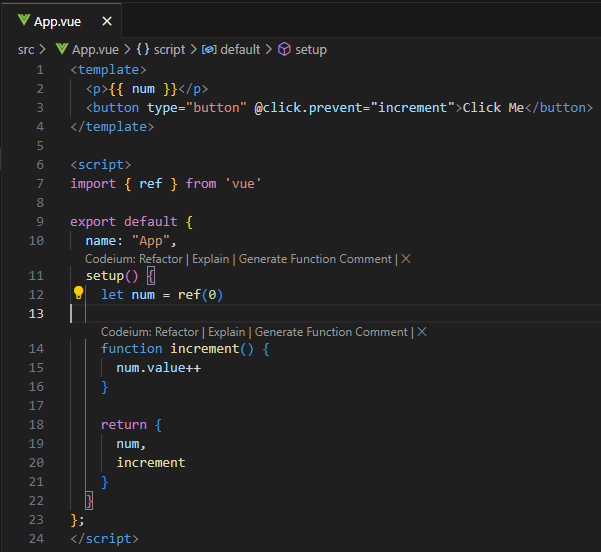 App.vue ×
src > App.vue > {} script > default > setup
1 <template>
2   <p>{{ num }}</p>
3   <button type="button" @click.prevent="increment">Click Me</button>
4 </template>
5
6 <script>
7 import { ref } from 'vue'
8
9 export default {
10   name: "App",
Codeium: Refactor | Explain | Generate Function Comment | ×
11   setup() {
12     let num = ref(0)
13
Codeium: Refactor | Explain | Generate Function Comment | ×
14     function increment() {
15       num.value++
16     }
17
18     return {
19       num,
20       increment
21     }
22   }
23 };
24 </script>